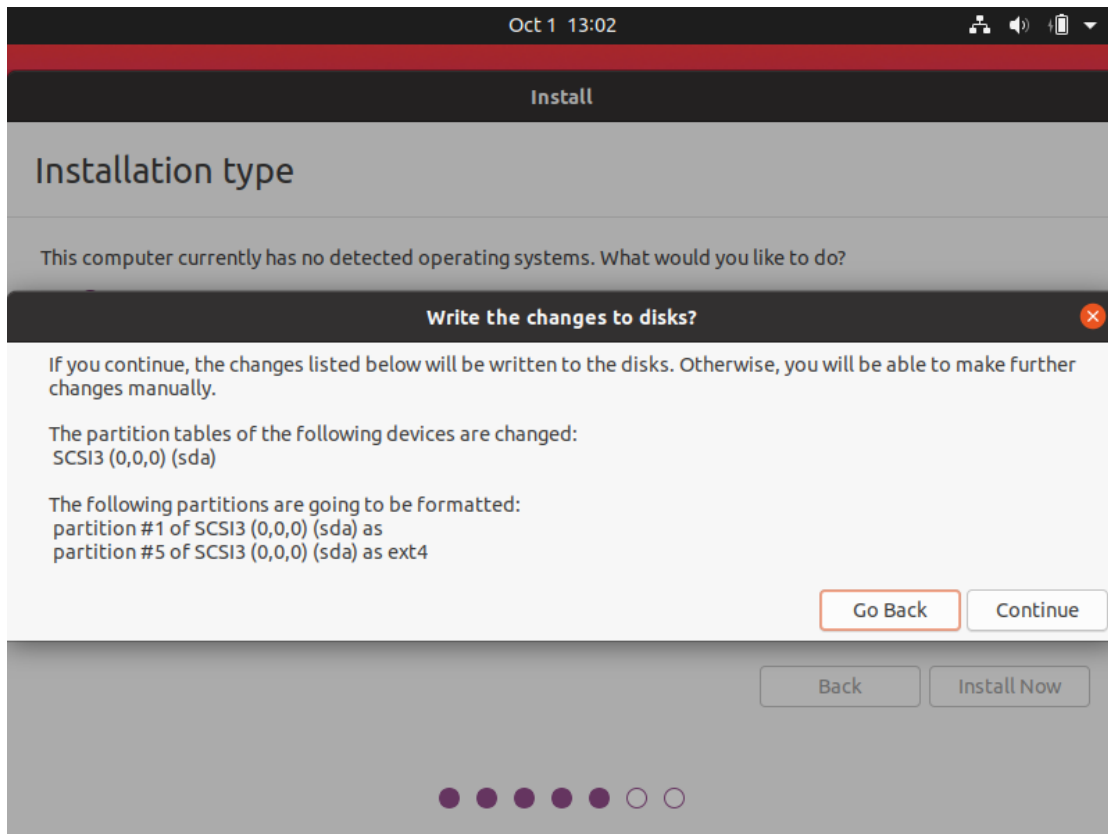 Oct 1 13:02
Install
Installation type
This computer currently has no detected operating systems. What would you like to do?
Write the changes to disks?
If you continue, the changes listed below will be written to the disks. Otherwise, you will be able to make further
changes manually.
The partition tables of the following devices are changed:
SCSI3 (0,0,0) (sda)
The following partitions are going to be formatted:
partition #1 of SCSI3 (0,0,0) (sda) as
partition #5 of SCSI3 (0,0,0) (sda) as ext4
Go Back Continue
Back Install Now